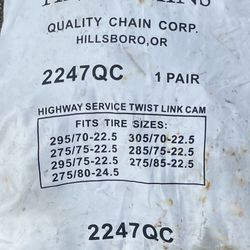 QUALITY CHAIN CORP.
HILLSBORO,OR
2247QC 1 PAIR
HIGHWAY SERVICE TWIST LINK CAM
FITS TIRE SIZES:
295/70-22.5 305/70-22.5
275/75-22.5 285/75-22.5
295/75-22.5 275/85-22.5
275/80-24.5
2247QC